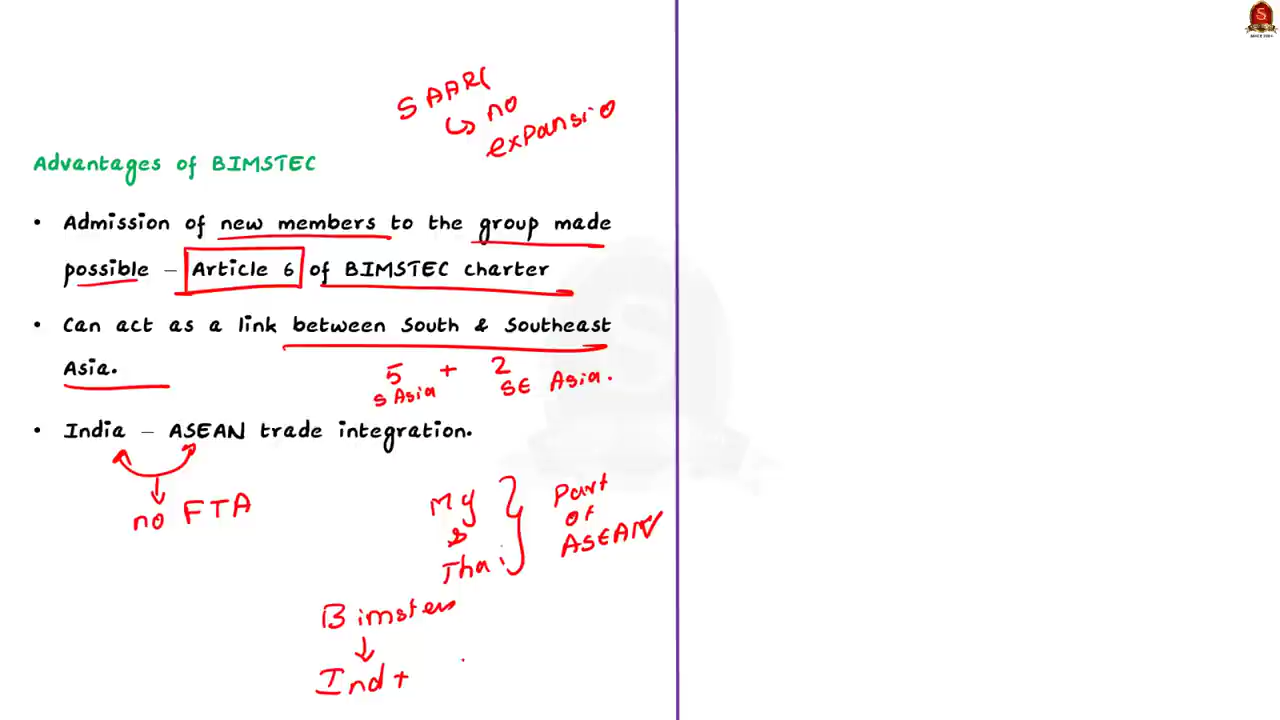 SAARC
↳ no
expansio
Advantages of BIMSTEC
• Admission of new members to the group made
possible – Article 6 of BIMSTEC charter
• Can act as a link between South & Southeast
Asia.
5 + 2
S Asia SE Asia.
• India – ASEAN trade integration.
no FTA
My
&
Thai
Part
of
ASEAN
Bimstec
↓
Ind +
S